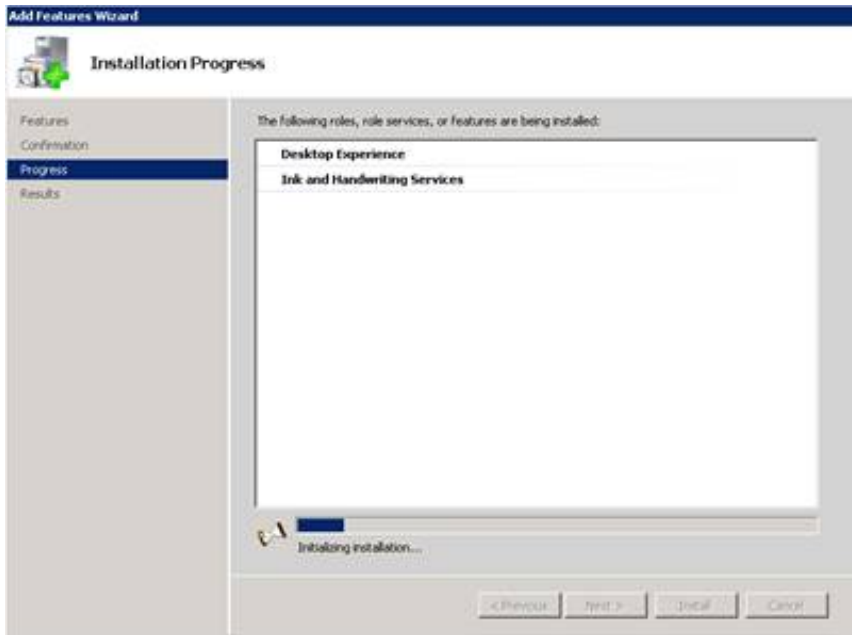 Add Features Wizard
Installation Progress
Features
Confirmation
Progress
Results
The following roles, role services, or features are being installed:
Desktop Experience
Ink and Handwriting Services
Initializing installation...
< Previous
Next >
Install
Cancel